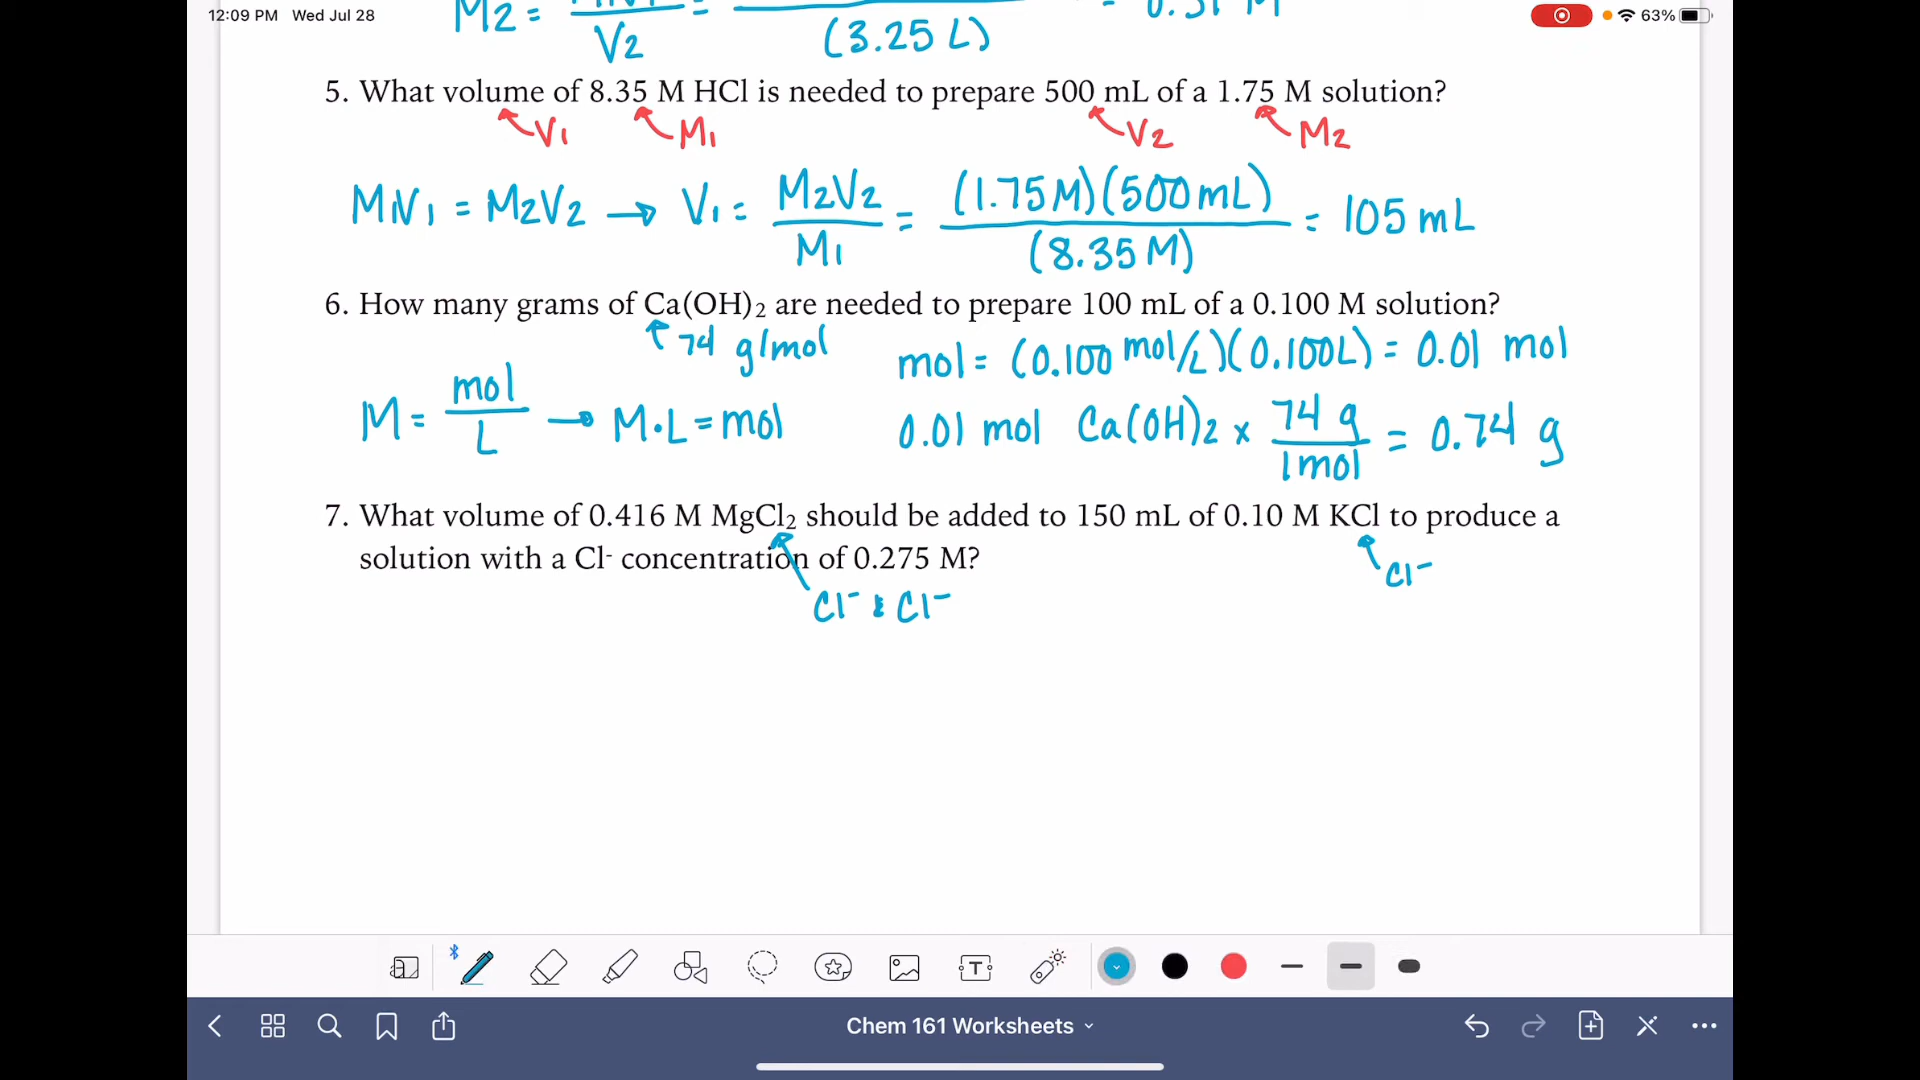 12:09 PM Wed Jul 28
63%
M2 = M1V1 / V2 = (3.25 L) = 0.31 M
5. What volume of 8.35 M HCl is needed to prepare 500 mL of a 1.75 M solution?
V1 M1 V2 M2
M1V1 = M2V2 → V1 = M2V2 / M1 = (1.75 M)(500 mL) / (8.35 M) = 105 mL
6. How many grams of Ca(OH)₂ are needed to prepare 100 mL of a 0.100 M solution?
74 g/mol
mol = (0.100 mol/L)(0.100L) = 0.01 mol
M = mol / L → M·L = mol
0.01 mol Ca(OH)₂ x 74 g / 1 mol = 0.74 g
7. What volume of 0.416 M MgCl₂ should be added to 150 mL of 0.10 M KCl to produce a
solution with a Cl⁻ concentration of 0.275 M?
Cl⁻
Cl⁻ & Cl⁻
Chem 161 Worksheets